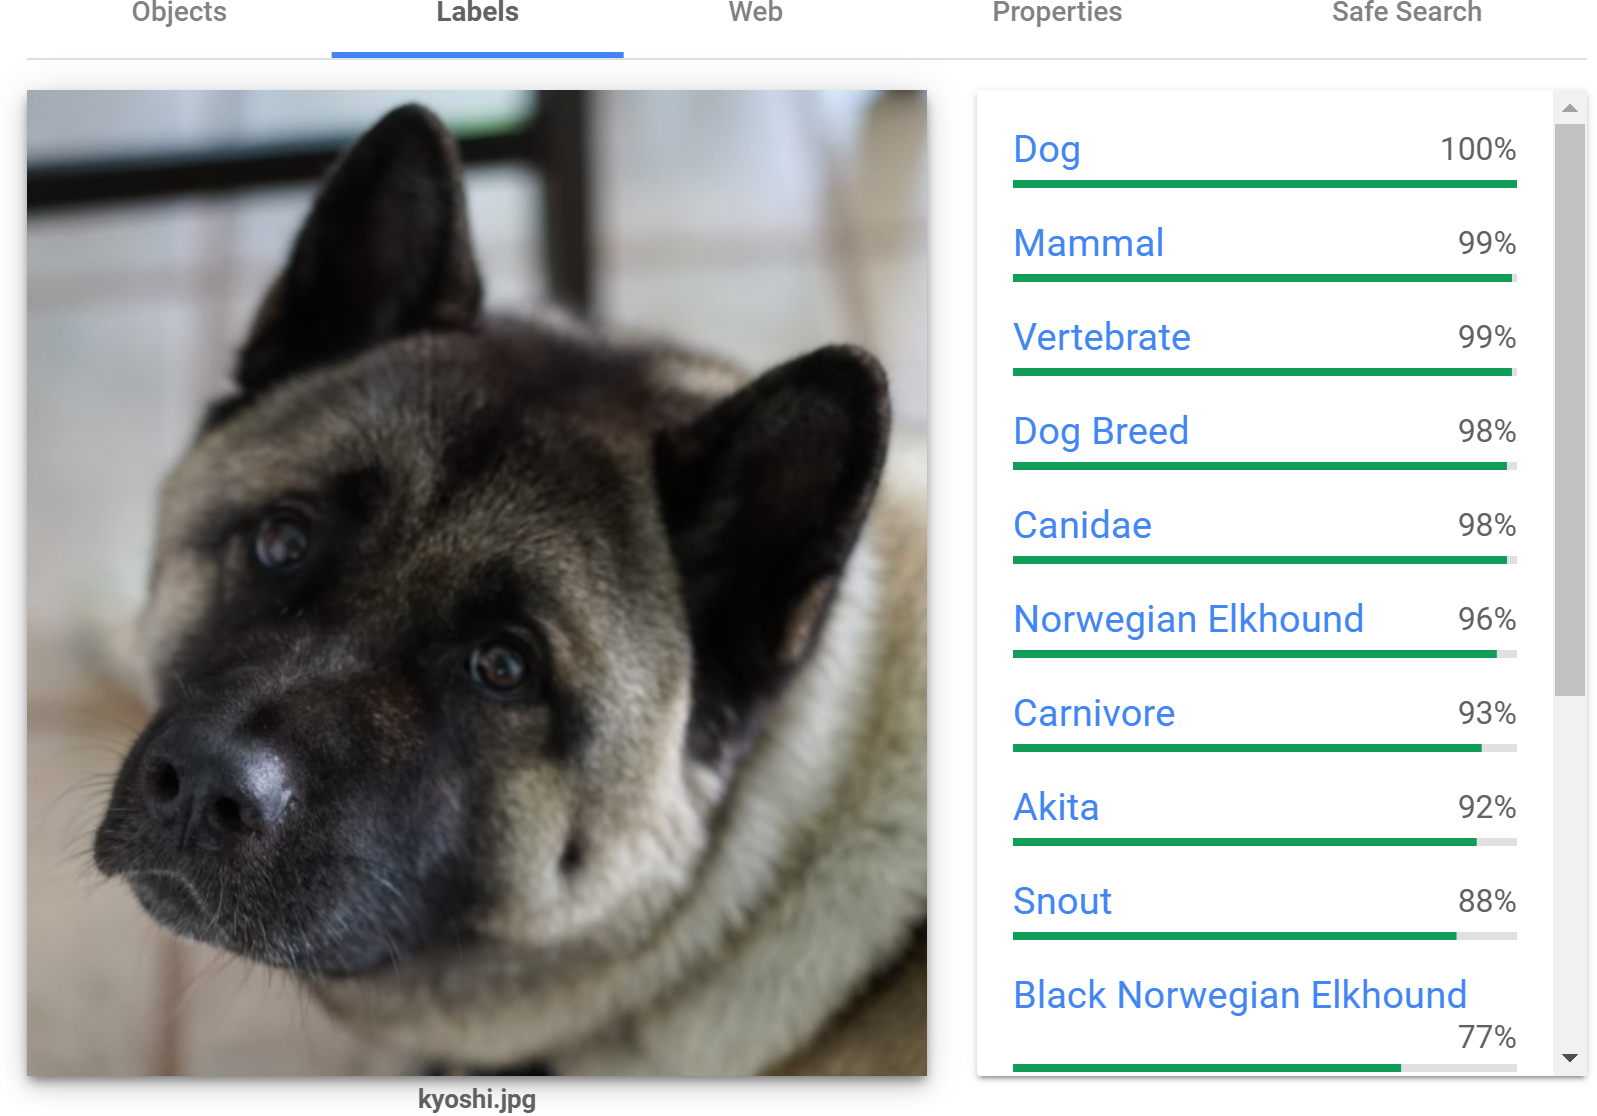 Objects Labels Web Properties Safe Search
Dog 100%
Mammal 99%
Vertebrate 99%
Dog Breed 98%
Canidae 98%
Norwegian Elkhound 96%
Carnivore 93%
Akita 92%
Snout 88%
Black Norwegian Elkhound
77%
kyoshi.jpg